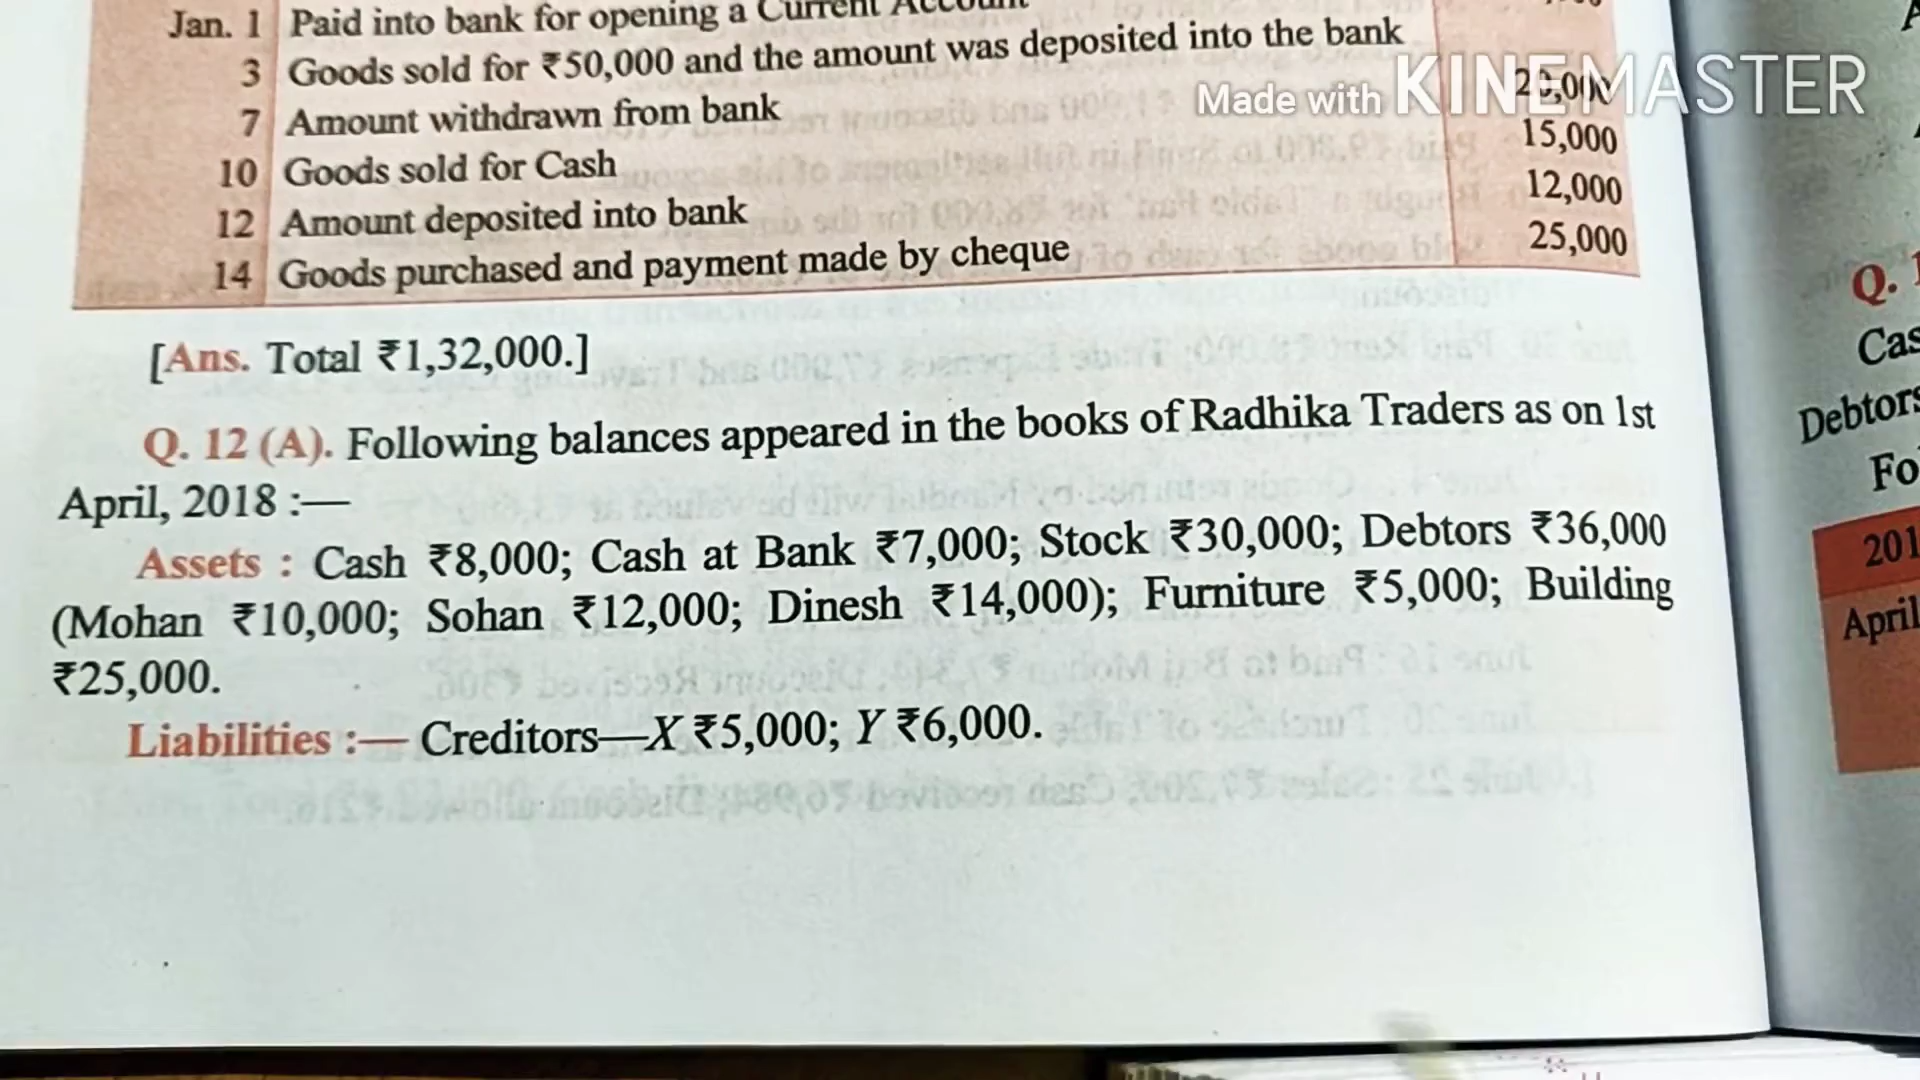 Jan. 1 Paid into bank for opening a Current Account
3 Goods sold for ₹50,000 and the amount was deposited into the bank
7 Amount withdrawn from bank 20,000
10 Goods sold for Cash 15,000
12 Amount deposited into bank 12,000
14 Goods purchased and payment made by cheque 25,000
Made with KINEMASTER
[Ans. Total ₹1,32,000.]
Q. 12 (A). Following balances appeared in the books of Radhika Traders as on 1st
April, 2018 :—
Assets : Cash ₹8,000; Cash at Bank ₹7,000; Stock ₹30,000; Debtors ₹36,000
(Mohan ₹10,000; Sohan ₹12,000; Dinesh ₹14,000); Furniture ₹5,000; Building
₹25,000.
Liabilities :— Creditors—X ₹5,000; Y ₹6,000.
Q.
Debtors
April